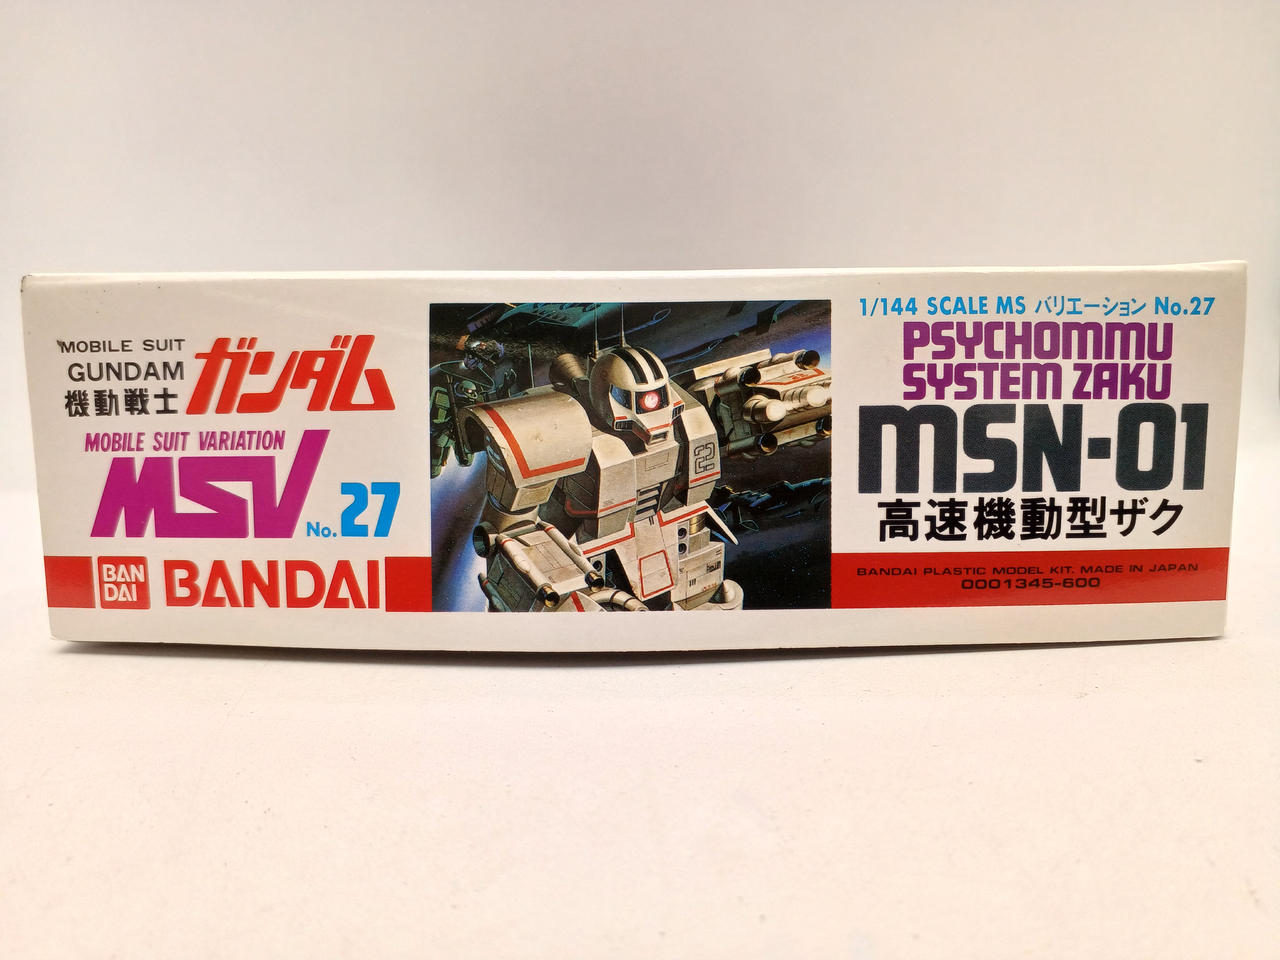 MOBILE SUIT
GUNDAM
機動戦士
ガンダム
MOBILE SUIT VARIATION
MSV
No.27
BAN
DAI
BANDAI
2
1/144 SCALE MS バリエーション No.27
PSYCHOMMU
SYSTEM ZAKU
MSN-01
高速機動型ザク
BANDAI PLASTIC MODEL KIT. MADE IN JAPAN
0001345-600